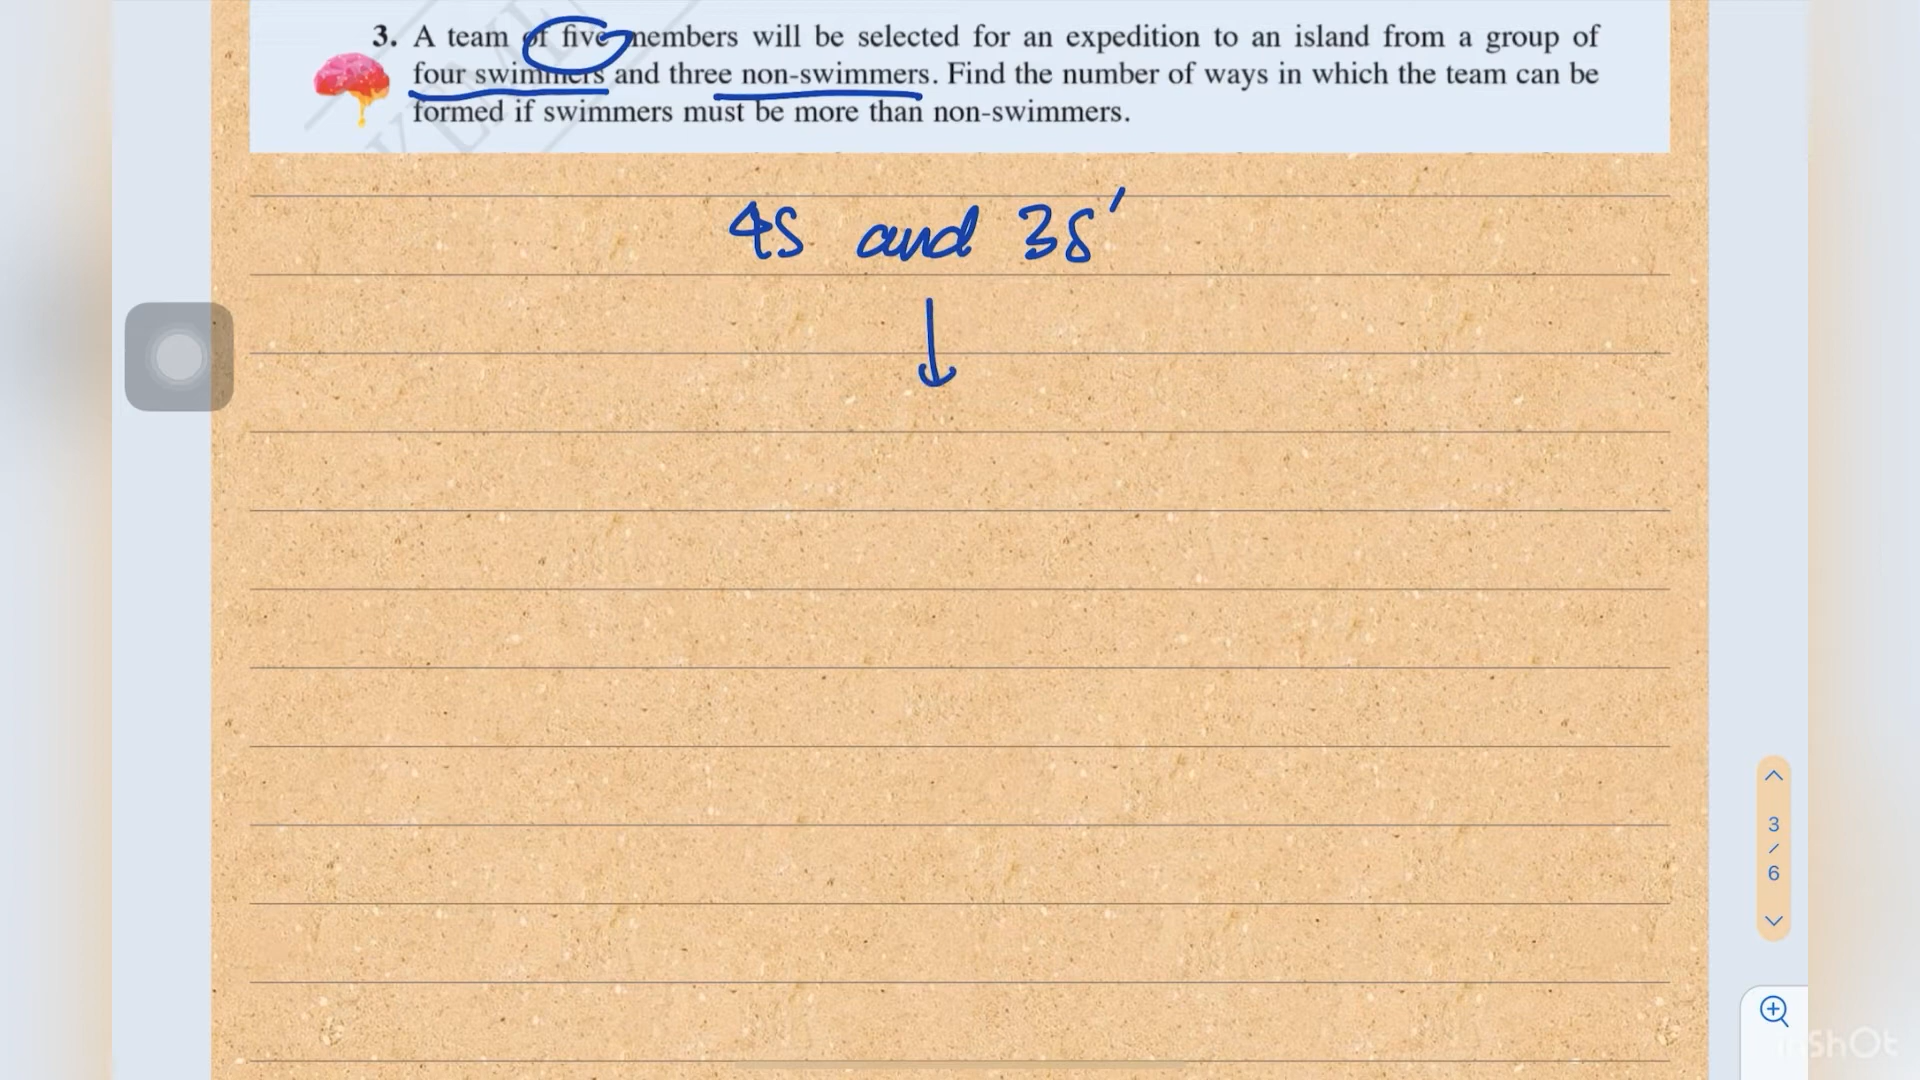 3. A team of five members will be selected for an expedition to an island from a group of
four swimmers and three non-swimmers. Find the number of ways in which the team can be
formed if swimmers must be more than non-swimmers.
4S and 3S'
3
/
6